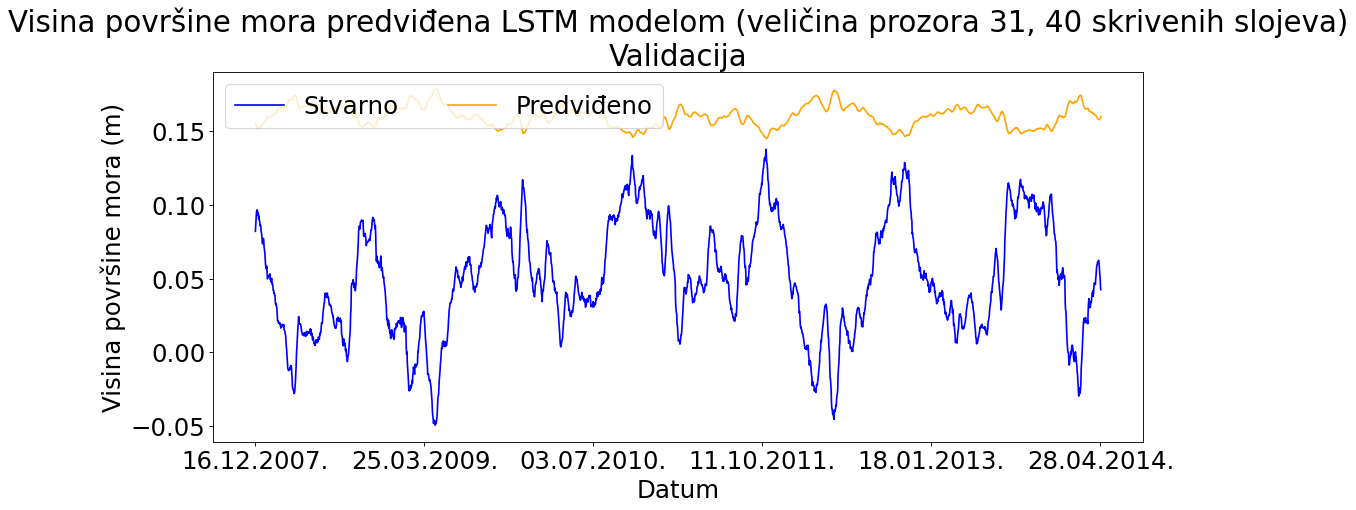 Visina površine mora predviđena LSTM modelom (veličina prozora 31, 40 skrivenih slojeva)
Validacija
Stvarno Predviđeno
Visina površine mora (m)
0.15
0.10
0.05
0.00
−0.05
16.12.2007. 25.03.2009. 03.07.2010. 11.10.2011. 18.01.2013. 28.04.2014.
Datum